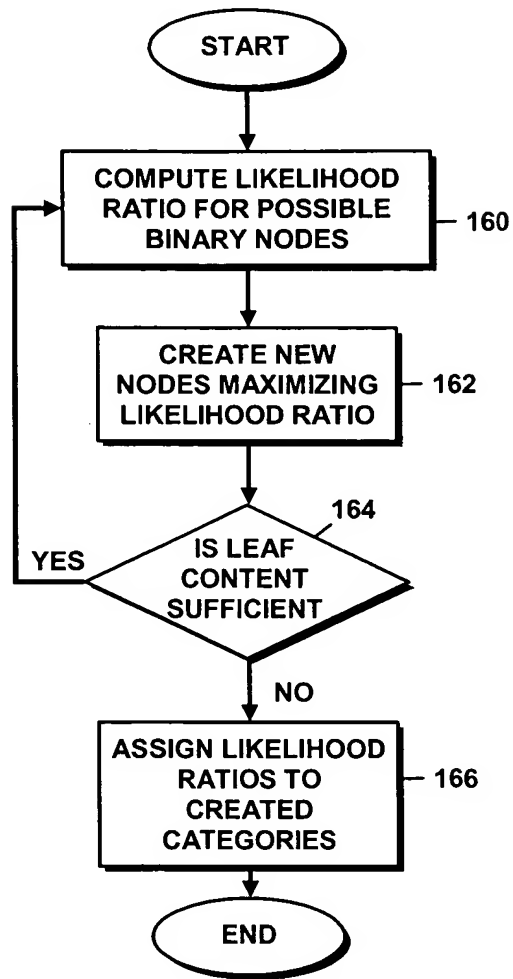 START
COMPUTE LIKELIHOOD
RATIO FOR POSSIBLE
BINARY NODES
160
CREATE NEW
NODES MAXIMIZING
LIKELIHOOD RATIO
162
164
YES
IS LEAF
CONTENT
SUFFICIENT
NO
ASSIGN LIKELIHOOD
RATIOS TO
CREATED
CATEGORIES
166
END